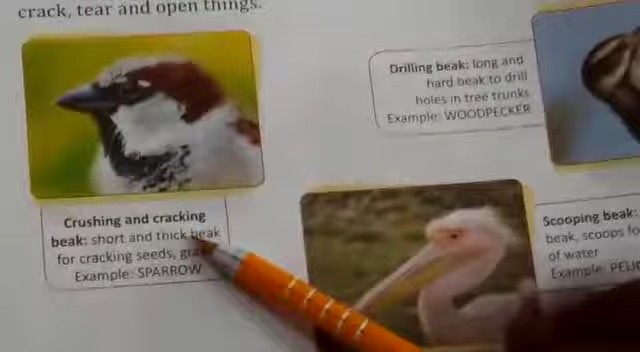 crack, tear and open things.
Drilling beak: long and
hard beak to drill
holes in tree trunks
Example: WOODPECKER
Crushing and cracking
beak: short and thick beak
for cracking seeds,
Example: SPARROW
Scooping beak:
beak, scoops
of water
Example: